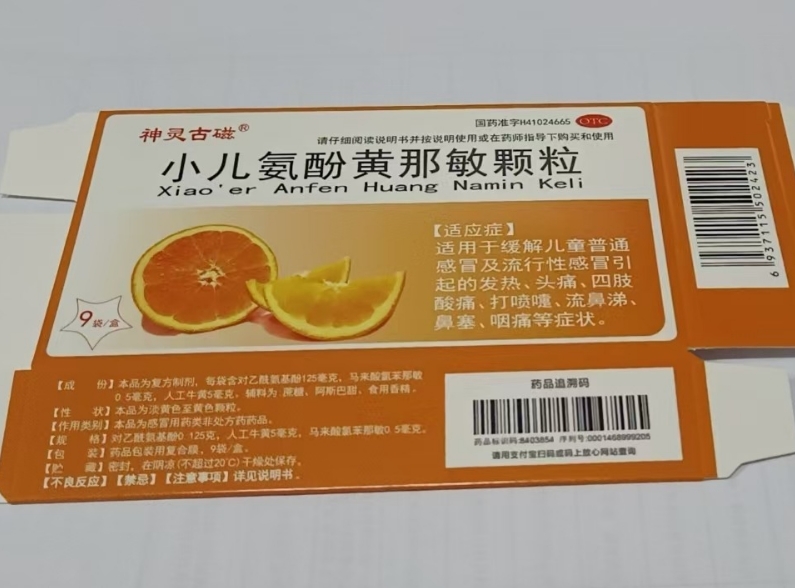 神灵古磁®
国药准字H41024665 OTC
请仔细阅读说明书并按说明使用或在药师指导下购买和使用
小儿氨酚黄那敏颗粒
Xiao'er Anfen Huang Namin Keli
【适应症】
适用于缓解儿童普通
感冒及流行性感冒引
起的发热、头痛、四肢
酸痛、打喷嚏、流鼻涕、
鼻塞、咽痛等症状。
9袋/盒
6 937115 502423
【成 份】本品为复方制剂，每袋含对乙酰氨基酚125毫克，马来酸氯苯那敏
0.5毫克，人工牛黄5毫克，辅料为 蔗糖、阿斯巴甜、食用香精。
【性 状】本品为淡黄色至黄色颗粒。
【作用类别】本品为感冒用药类非处方药药品。
【规 格】对乙酰氨基酚0.125克，人工牛黄5毫克，马来酸氯苯那敏0.5毫克。
【包 装】药品包装用复合膜，9袋/盒。
【贮 藏】密封，在阴凉(不超过20℃)干燥处保存。
【不良反应】【禁忌】【注意事项】详见说明书。
药品追溯码
药品标识码:8403854 序列号:0001468999205
请用支付宝扫码或码上放心网站查询